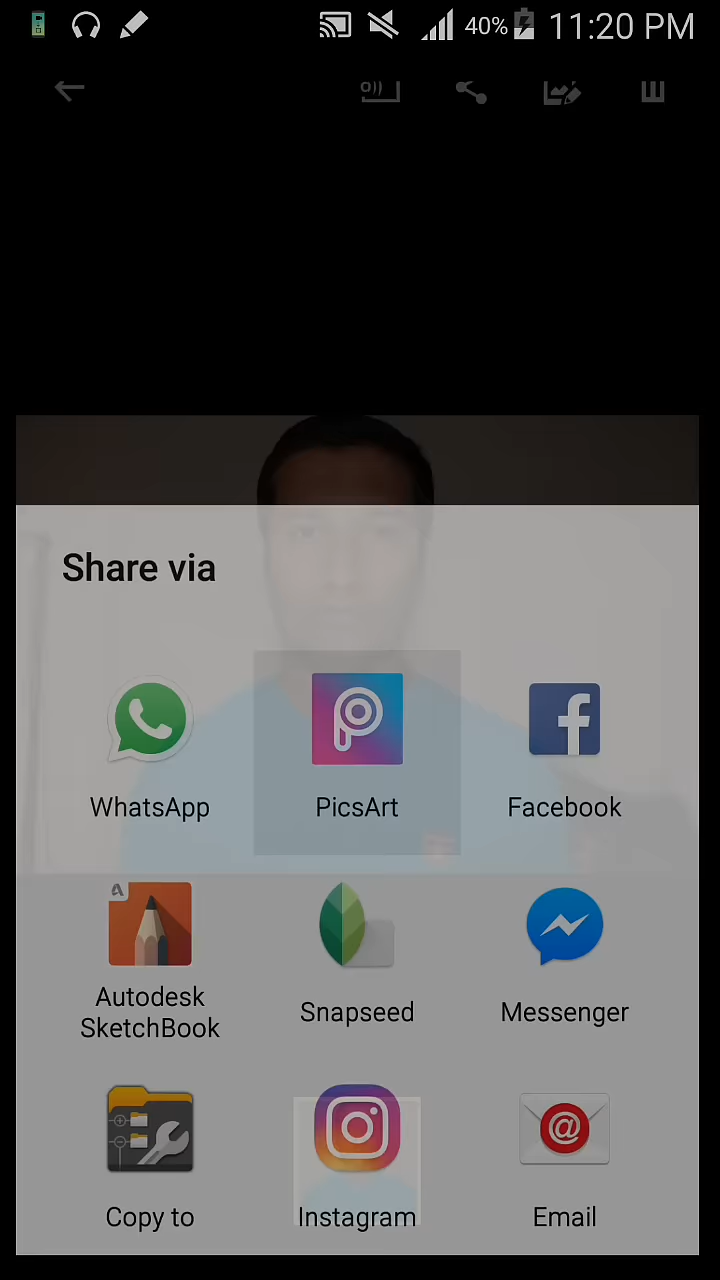 40% 11:20 PM
Share via
WhatsApp
PicsArt
Facebook
Autodesk
SketchBook
Snapseed
Messenger
Copy to
Instagram
Email